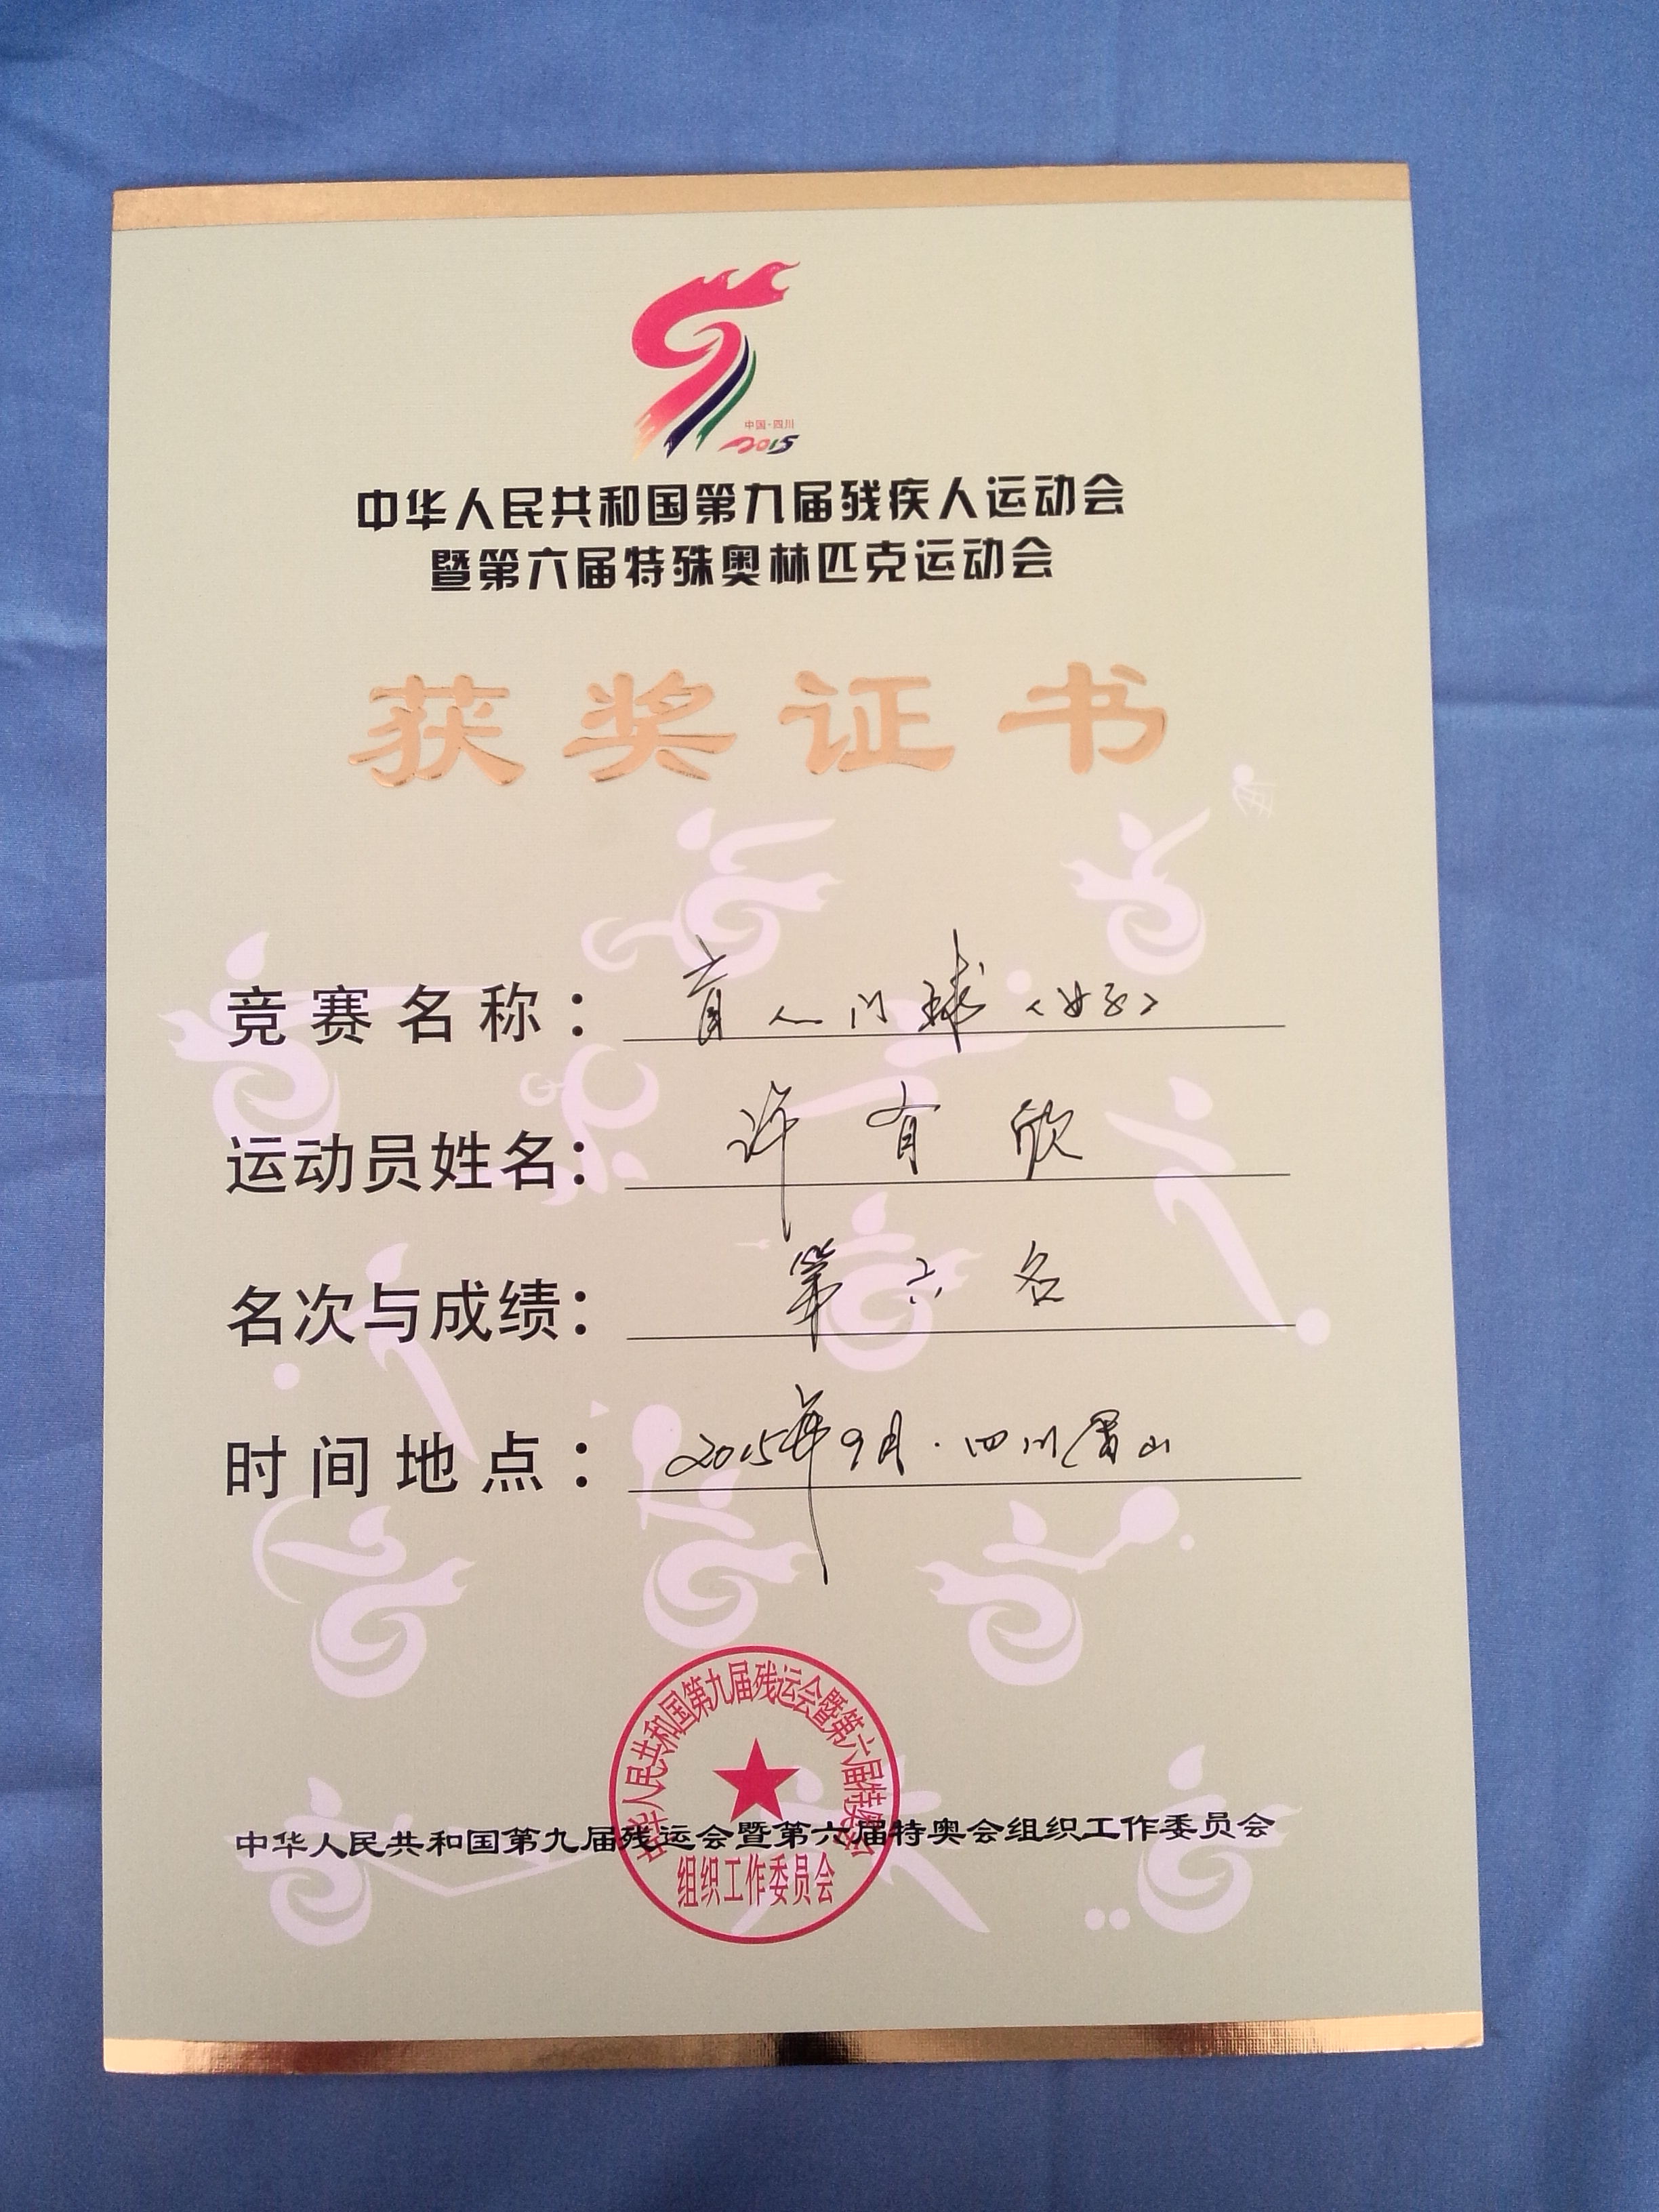 中国·四川
2015
中华人民共和国第九届残疾人运动会
暨第六届特殊奥林匹克运动会
获奖证书
竞赛名称：盲人门球<女子>
运动员姓名：许有欣
名次与成绩：第六名
时间地点：2015年9月·四川眉山
中华人民共和国第九届残运会暨第六届特奥会
中华人民共和国第九届残运会暨第六届特奥会组织工作委员会
组织工作委员会